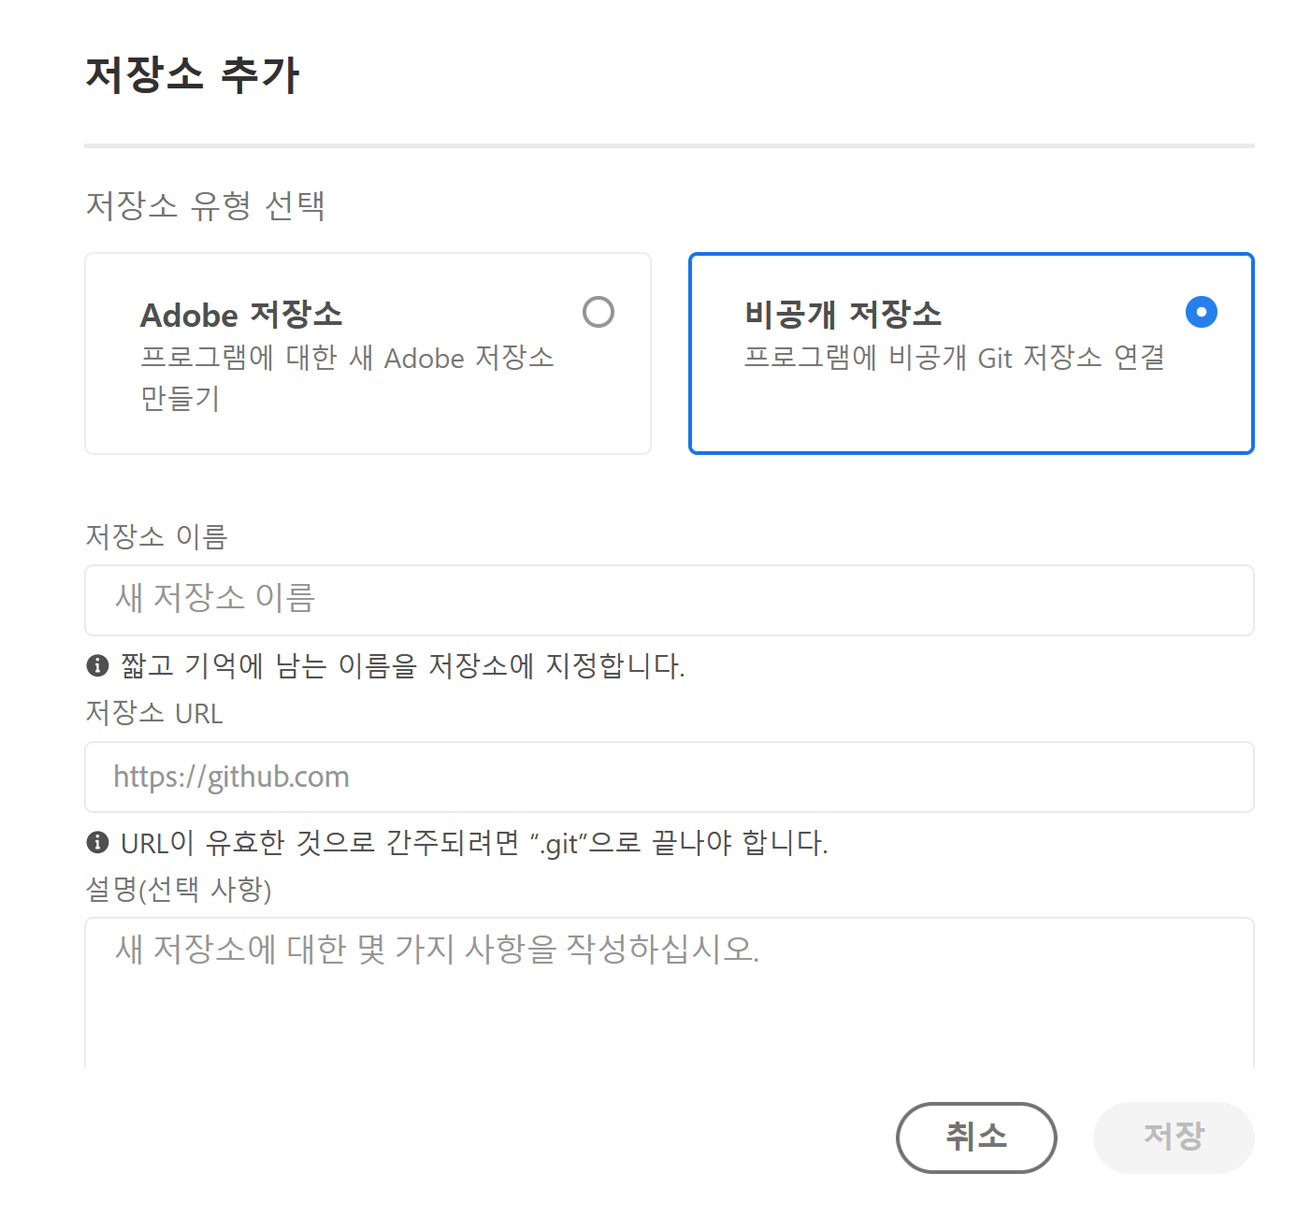 저장소 추가
저장소 유형 선택
Adobe 저장소
프로그램에 대한 새 Adobe 저장소
만들기
비공개 저장소
프로그램에 비공개 Git 저장소 연결
저장소 이름
새 저장소 이름
짧고 기억에 남는 이름을 저장소에 지정합니다.
저장소 URL
https://github.com
URL이 유효한 것으로 간주되려면 “.git”으로 끝나야 합니다.
설명(선택 사항)
새 저장소에 대한 몇 가지 사항을 작성하십시오.
취소
저장